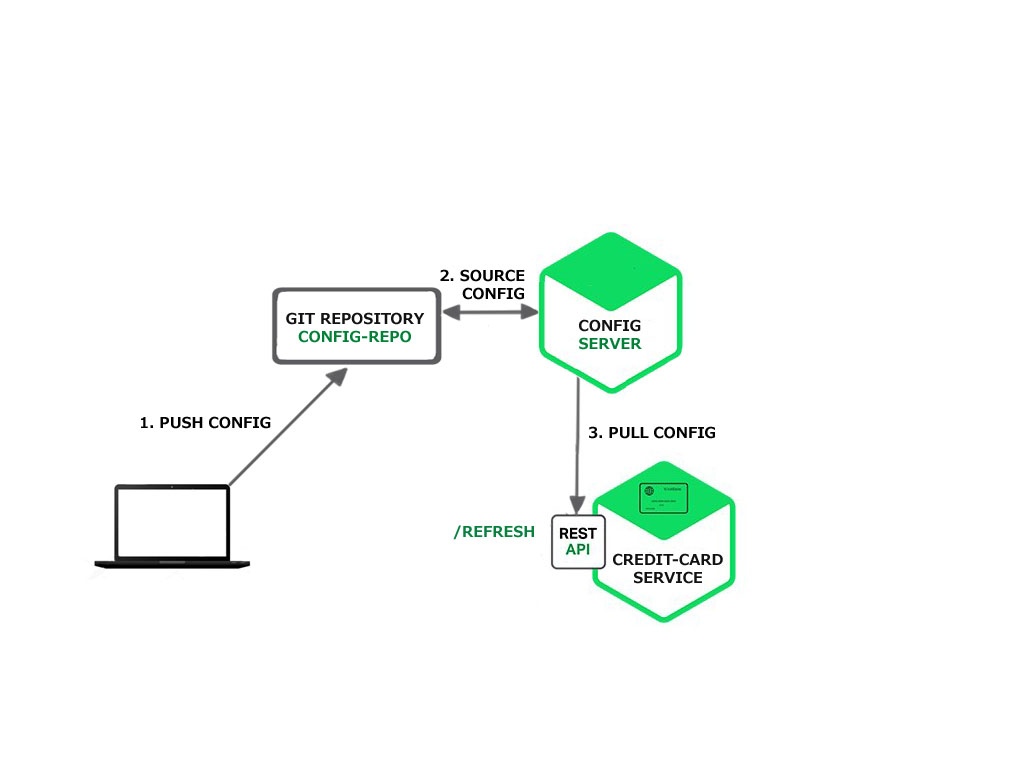 2. SOURCE
CONFIG
GIT REPOSITORY
CONFIG-REPO
CONFIG
SERVER
1. PUSH CONFIG
3. PULL CONFIG
/REFRESH
REST
API
CREDIT-CARD
SERVICE